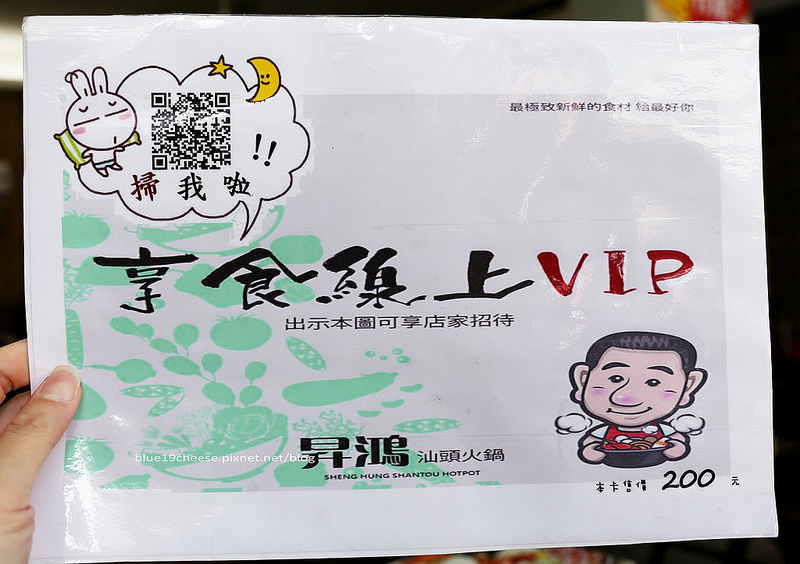 掃我啦!!
最極致新鮮的食材 給最好你
享食線上VIP
出示本圖可享店家招待
昇鴻 汕頭火鍋
blue19cheese.pixnet.net/blog
SHENG HUNG SHANTOU HOTPOT
本卡售價 200 元